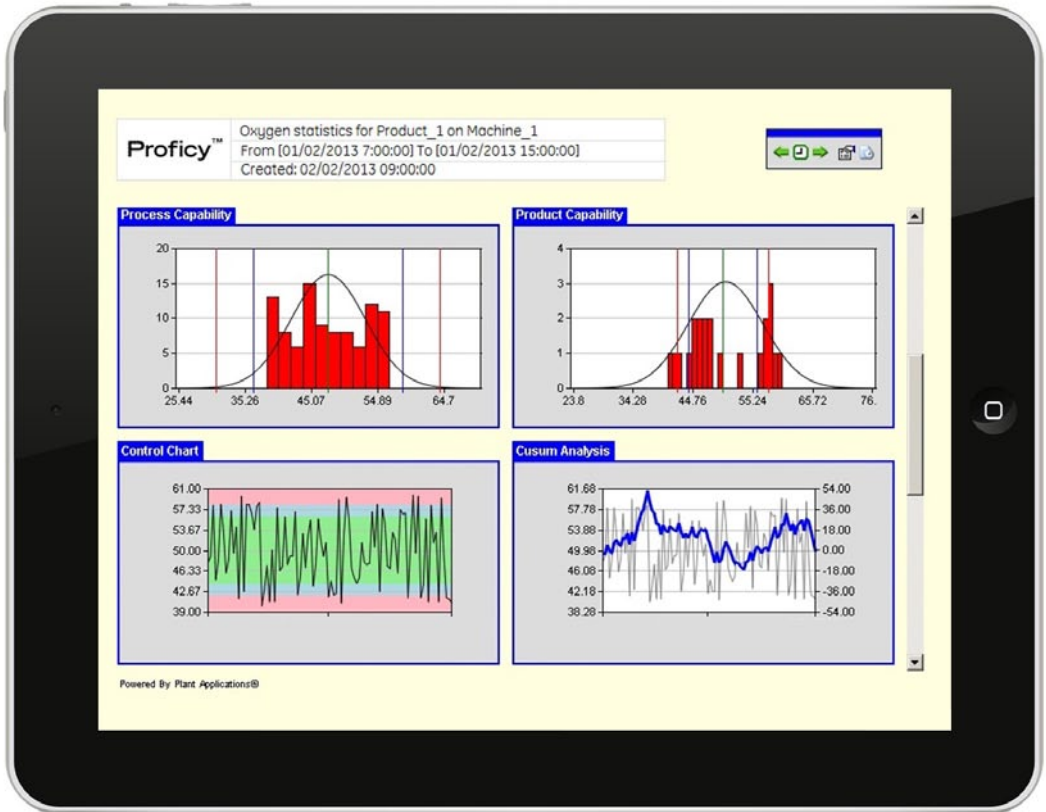 Proficy™
Oxygen statistics for Product_1 on Machine_1
From [01/02/2013 7:00:00] To [01/02/2013 15:00:00]
Created: 02/02/2013 09:00:00
Process Capability
20
15
10
5
0
25.44 35.26 45.07 54.89 64.7
Product Capability
4
3
2
1
0
23.8 34.28 44.76 55.24 65.72 76.
Control Chart
61.00
57.33
53.67
50.00
46.33
42.67
39.00
Cusum Analysis
61.68 54.00
57.78 36.00
53.88 18.00
49.98 0.00
46.08 -18.00
42.18 -36.00
38.28 -54.00
Powered By Plant Applications®